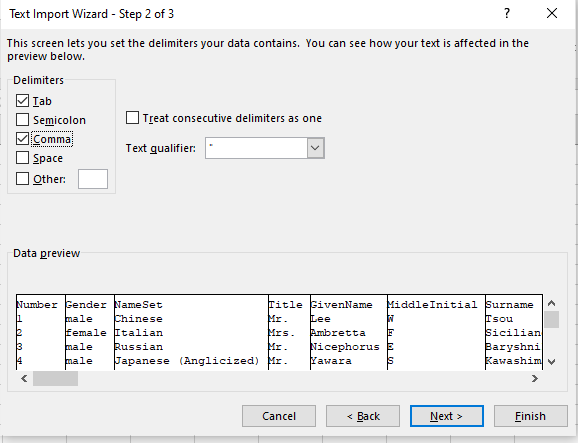 Text Import Wizard - Step 2 of 3 ? ×
This screen lets you set the delimiters your data contains. You can see how your text is affected in the
preview below.
Delimiters
Tab
Semicolon
Treat consecutive delimiters as one
Comma
Text qualifier: "
Space
Other:
Data preview
Number Gender NameSet Title GivenName MiddleInitial Surname
1 male Chinese Mr. Lee W Tsou
2 female Italian Mrs. Ambretta F Sicilian
3 male Russian Mr. Nicephorus E Baryshni
4 male Japanese (Anglicized) Mr. Yawara S Kawashim
Cancel < Back Next > Finish